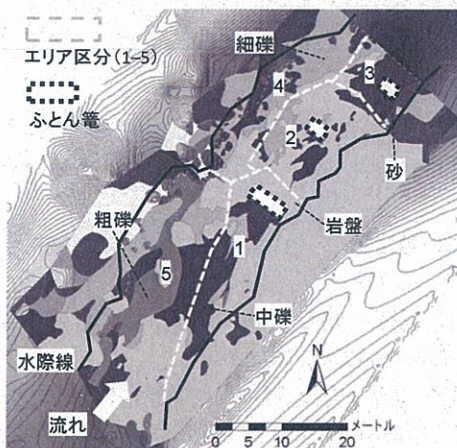 エリア区分(1-5)
ふとん篭
細礫
3
4
2
砂
粗礫
岩盤
1
5
中礫
水際線
N
流れ
0 5 10 20 メートル